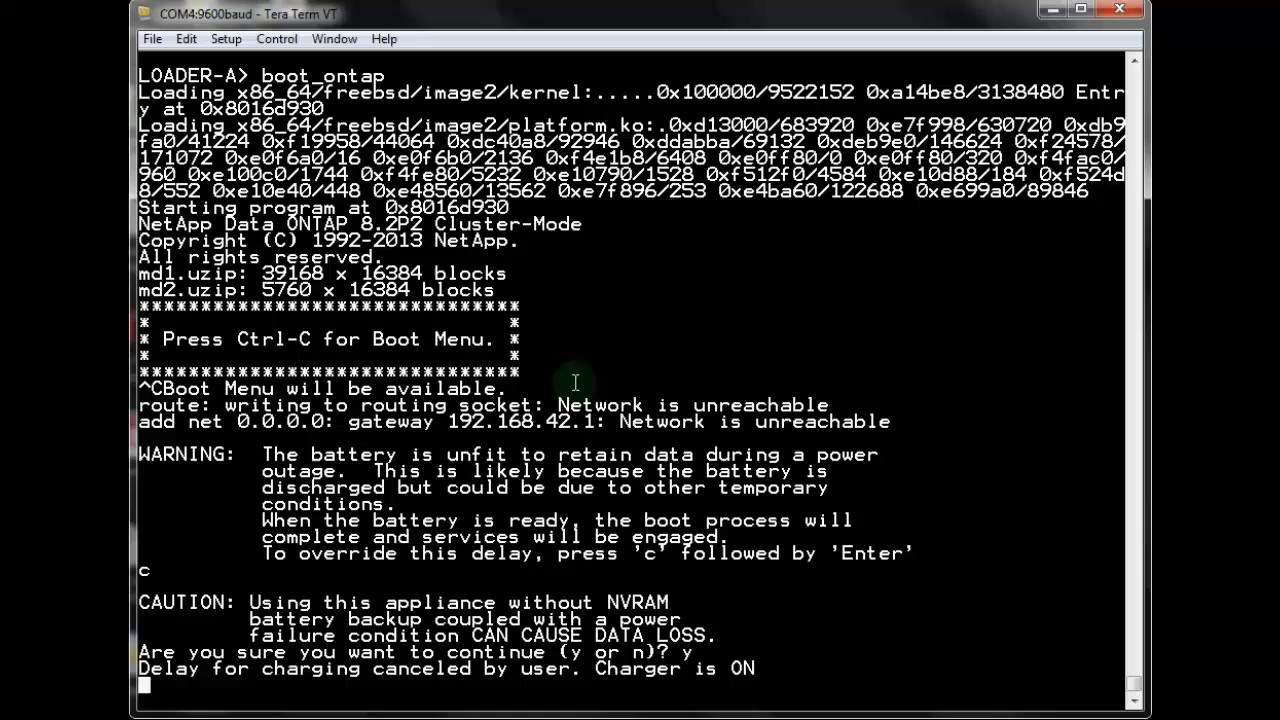 COM4:9600baud - Tera Term VT
File Edit Setup Control Window Help
LOADER-A> boot_ontap
Loading x86_64/freebsd/image2/kernel:.....0x100000/9522152 0xa14be8/3138480 Entr
y at 0x8016d930
Loading x86_64/freebsd/image2/platform.ko:.0xd13000/683920 0xe7f998/630720 0xdb9
fa0/41224 0xf19958/44064 0xdc40a8/92946 0xddabba/69132 0xdeb9e0/146624 0xf24578/
171072 0xe0f6a0/16 0xe0f6b0/2136 0xf4e1b8/6408 0xe0ff80/0 0xe0ff80/320 0xf4fac0/
960 0xe100c0/1744 0xf4fe80/5232 0xe10790/1528 0xf512f0/4584 0xe10d88/184 0xf524d
8/552 0xe10e40/448 0xe48560/13562 0xe7f896/253 0xe4ba60/122688 0xe699a0/89846
Starting program at 0x8016d930
NetApp Data ONTAP 8.2P2 Cluster-Mode
Copyright (C) 1992-2013 NetApp.
All rights reserved.
md1.uzip: 39168 x 16384 blocks
md2.uzip: 5760 x 16384 blocks
*******************************
*                             *
* Press Ctrl-C for Boot Menu. *
*                             *
*******************************
^CBoot Menu will be available.
route: writing to routing socket: Network is unreachable
add net 0.0.0.0: gateway 192.168.42.1: Network is unreachable
WARNING: The battery is unfit to retain data during a power
outage. This is likely because the battery is
discharged but could be due to other temporary
conditions.
When the battery is ready, the boot process will
complete and services will be engaged.
To override this delay, press 'c' followed by 'Enter'
c
CAUTION: Using this appliance without NVRAM
battery backup coupled with a power
failure condition CAN CAUSE DATA LOSS.
Are you sure you want to continue (y or n)? y
Delay for charging canceled by user. Charger is ON